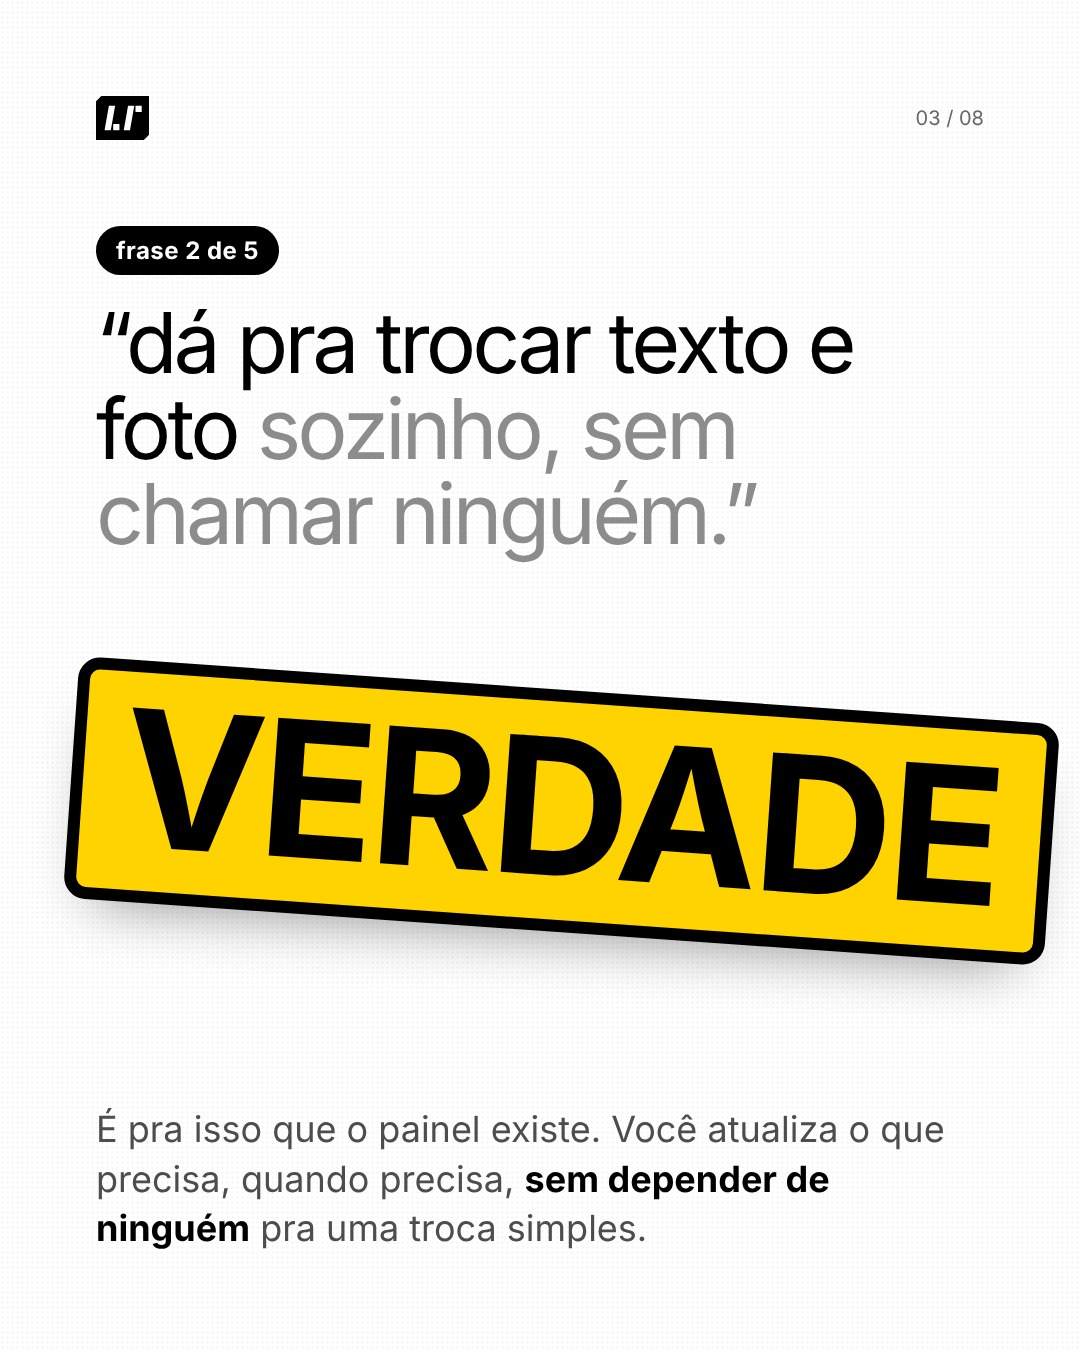 03 / 08
frase 2 de 5
“dá pra trocar texto e
foto sozinho, sem
chamar ninguém.”
VERDADE
É pra isso que o painel existe. Você atualiza o que
precisa, quando precisa, sem depender de
ninguém pra uma troca simples.